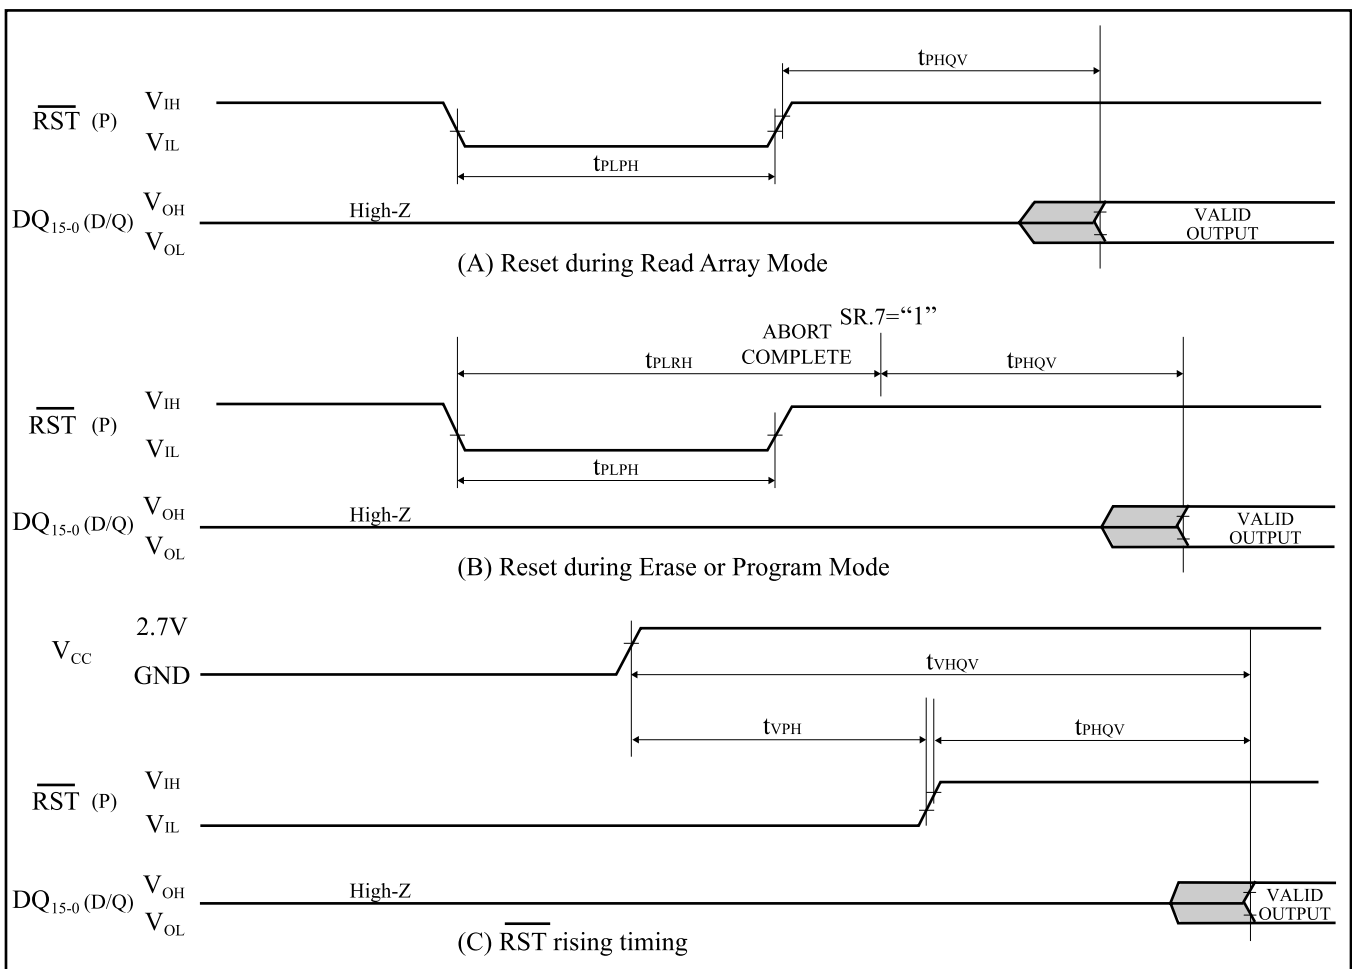 tPHQV
RST (P)
VIH
VIL
tPLPH
DQ15-0 (D/Q)
VOH
VOL
High-Z
VALID
OUTPUT
(A) Reset during Read Array Mode
SR.7=“1”
ABORT
COMPLETE
tPLRH
tPHQV
RST (P)
VIH
VIL
tPLPH
DQ15-0 (D/Q)
VOH
VOL
High-Z
VALID
OUTPUT
(B) Reset during Erase or Program Mode
VCC
2.7V
GND
tVHQV
tVPH
tPHQV
RST (P)
VIH
VIL
DQ15-0 (D/Q)
VOH
VOL
High-Z
VALID
OUTPUT
(C) RST rising timing